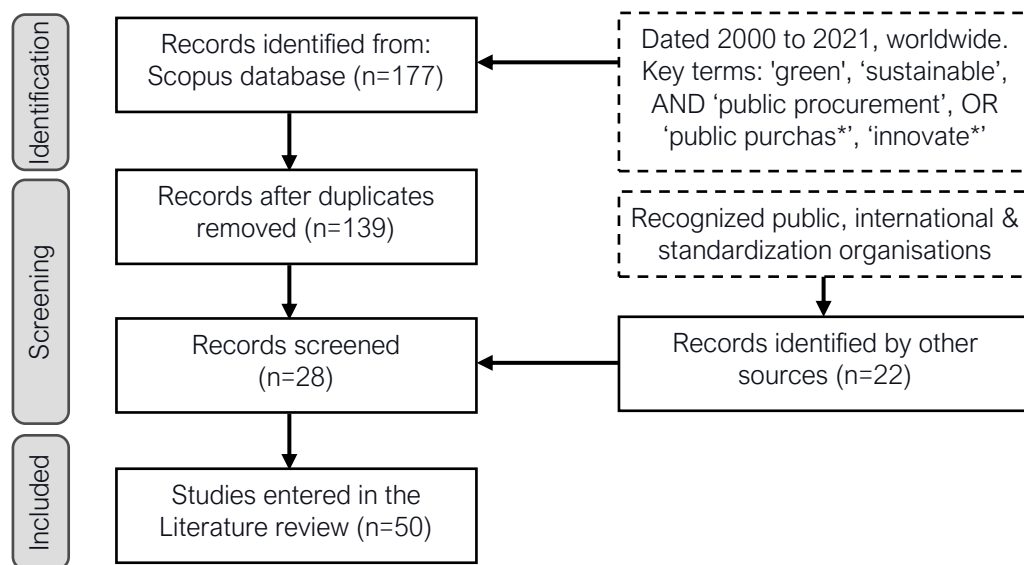 Identification
Records identified from:
Scopus database (n=177)
Dated 2000 to 2021, worldwide.
Key terms: 'green', ‘sustainable’,
AND ‘public procurement’, OR
‘public purchas*’, ‘innovate*’
Screening
Records after duplicates
removed (n=139)
Recognized public, international &
standardization organisations
Records screened
(n=28)
Records identified by other
sources (n=22)
Included
Studies entered in the
Literature review (n=50)